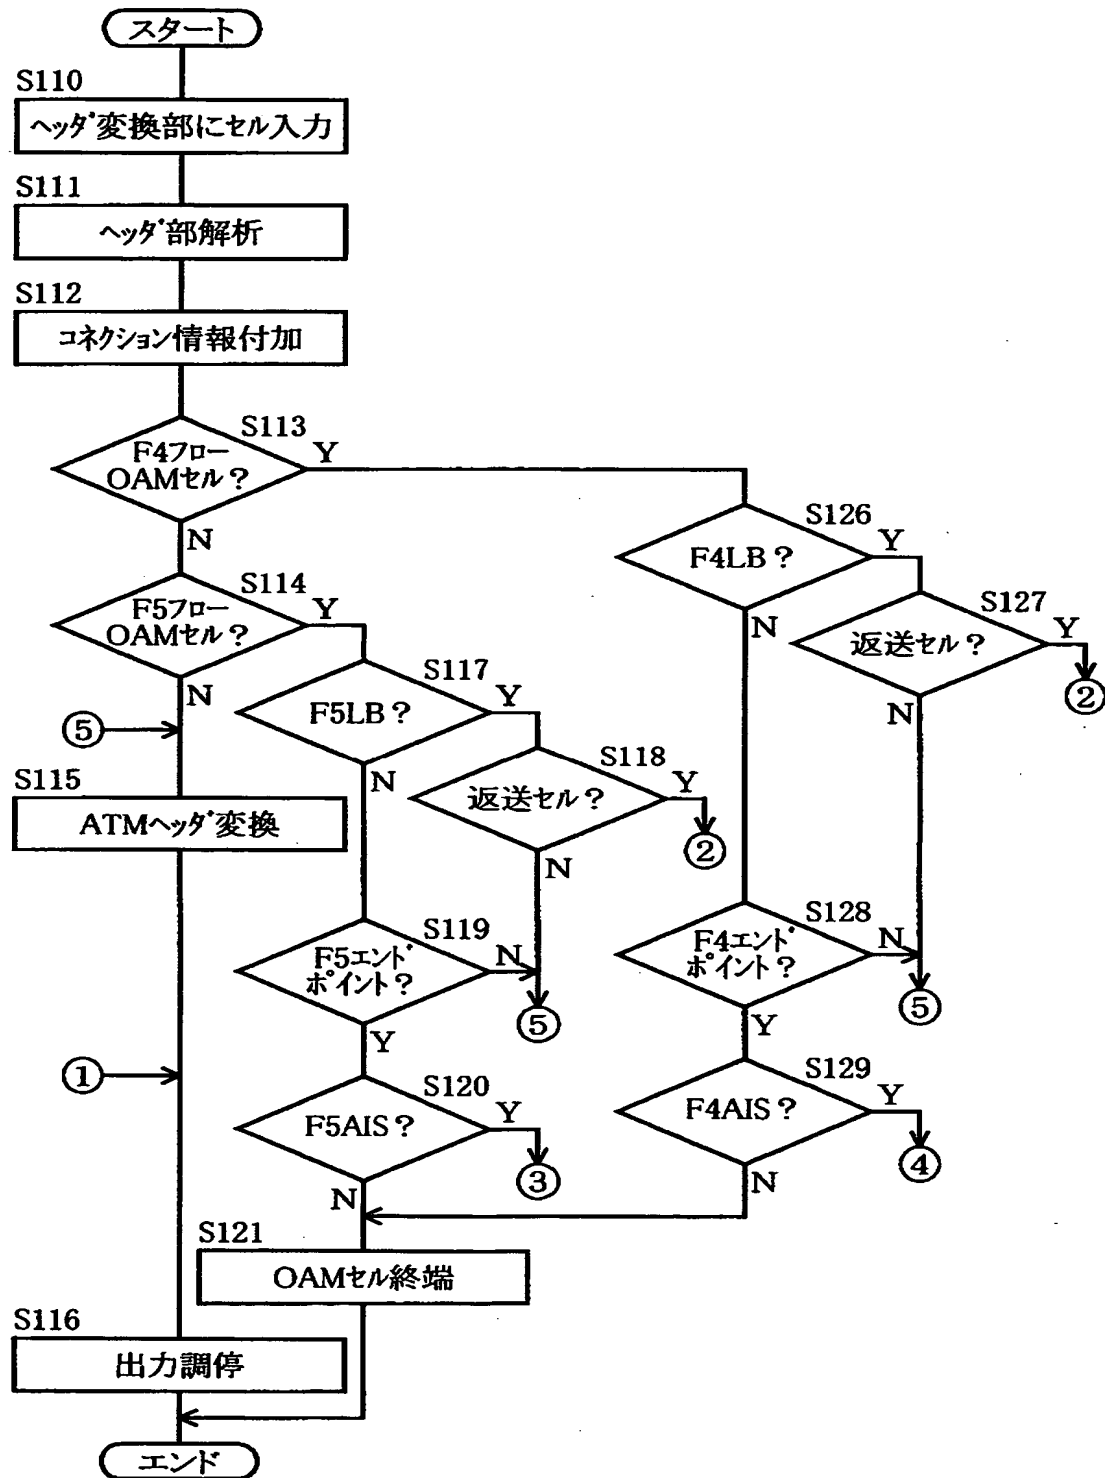 スタート
S110
ヘッダ変換部にセル入力
S111
ヘッダ部解析
S112
コネクション情報付加
S113
F4フロー
OAMセル?
Y
N
S126
F4LB?
Y
N
S127
返送セル?
Y
②
N
S114
F5フロー
OAMセル?
Y
N
S117
F5LB?
Y
N
⑤
S118
返送セル?
Y
②
N
S115
ATMヘッダ変換
S119
F5エンド
ポイント?
N
⑤
Y
S128
F4エンド
ポイント?
N
⑤
Y
①
S120
F5AIS?
Y
③
N
S129
F4AIS?
Y
④
N
S121
OAMセル終端
S116
出力調停
エンド